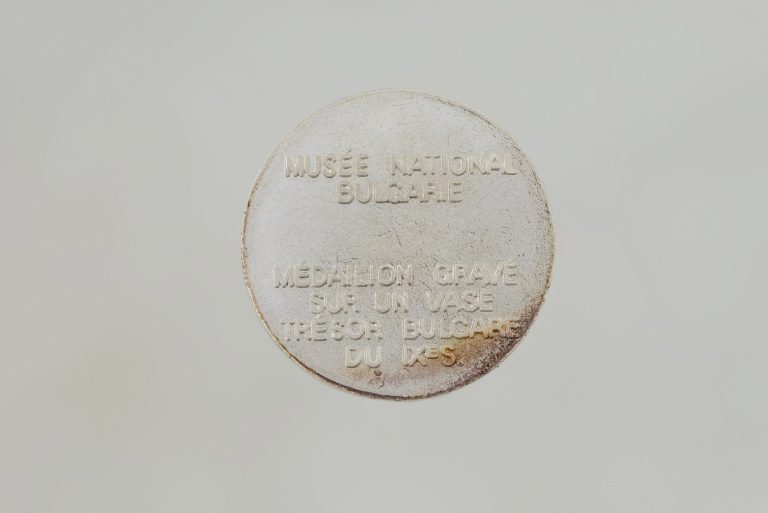 MUSÉE NATIONAL
BULGARIE
MÉDAILLON GRAVÉ
SUR UN VASE
TRÉSOR BULGARE
DU IXES.